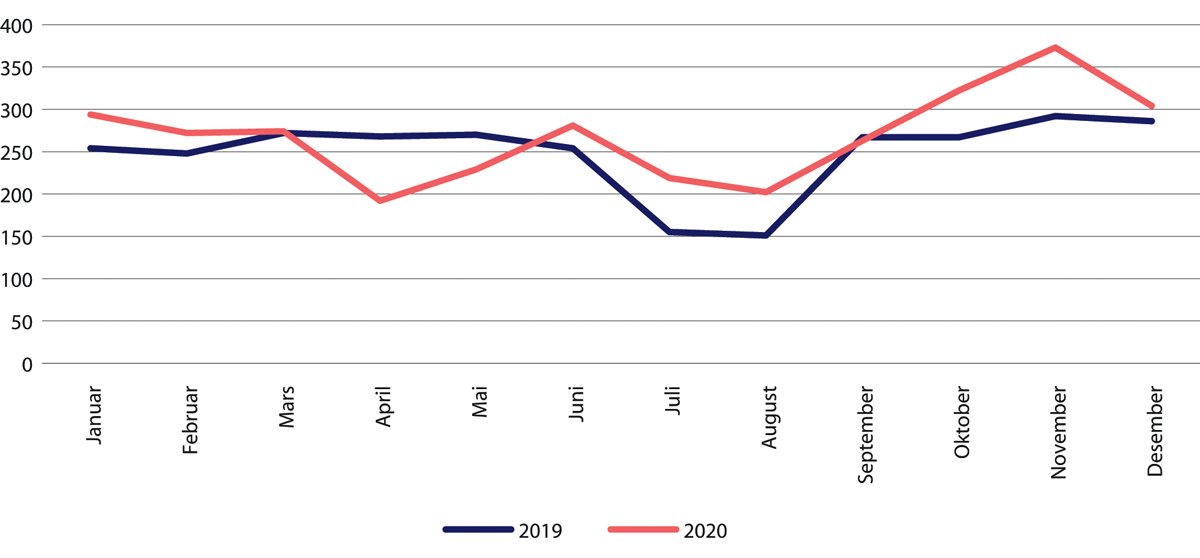 400
350
300
250
200
150
100
50
0
Januar
Februar
Mars
April
Mai
Juni
Juli
August
September
Oktober
November
Desember
2019
2020